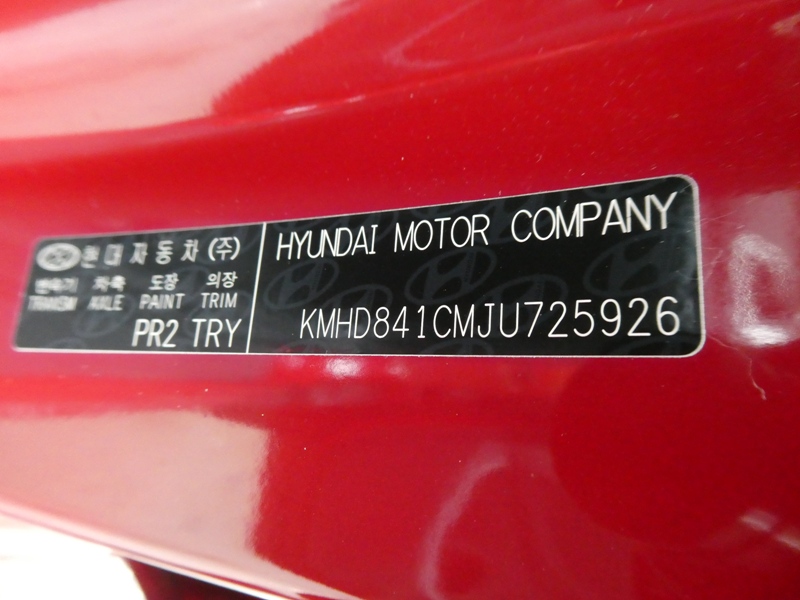 현대자동차(주)
변속기 차축 도장 의장
TRANSM AXLE PAINT TRIM
PR2 TRY
HYUNDAI MOTOR COMPANY
KMHD841CMJU725926